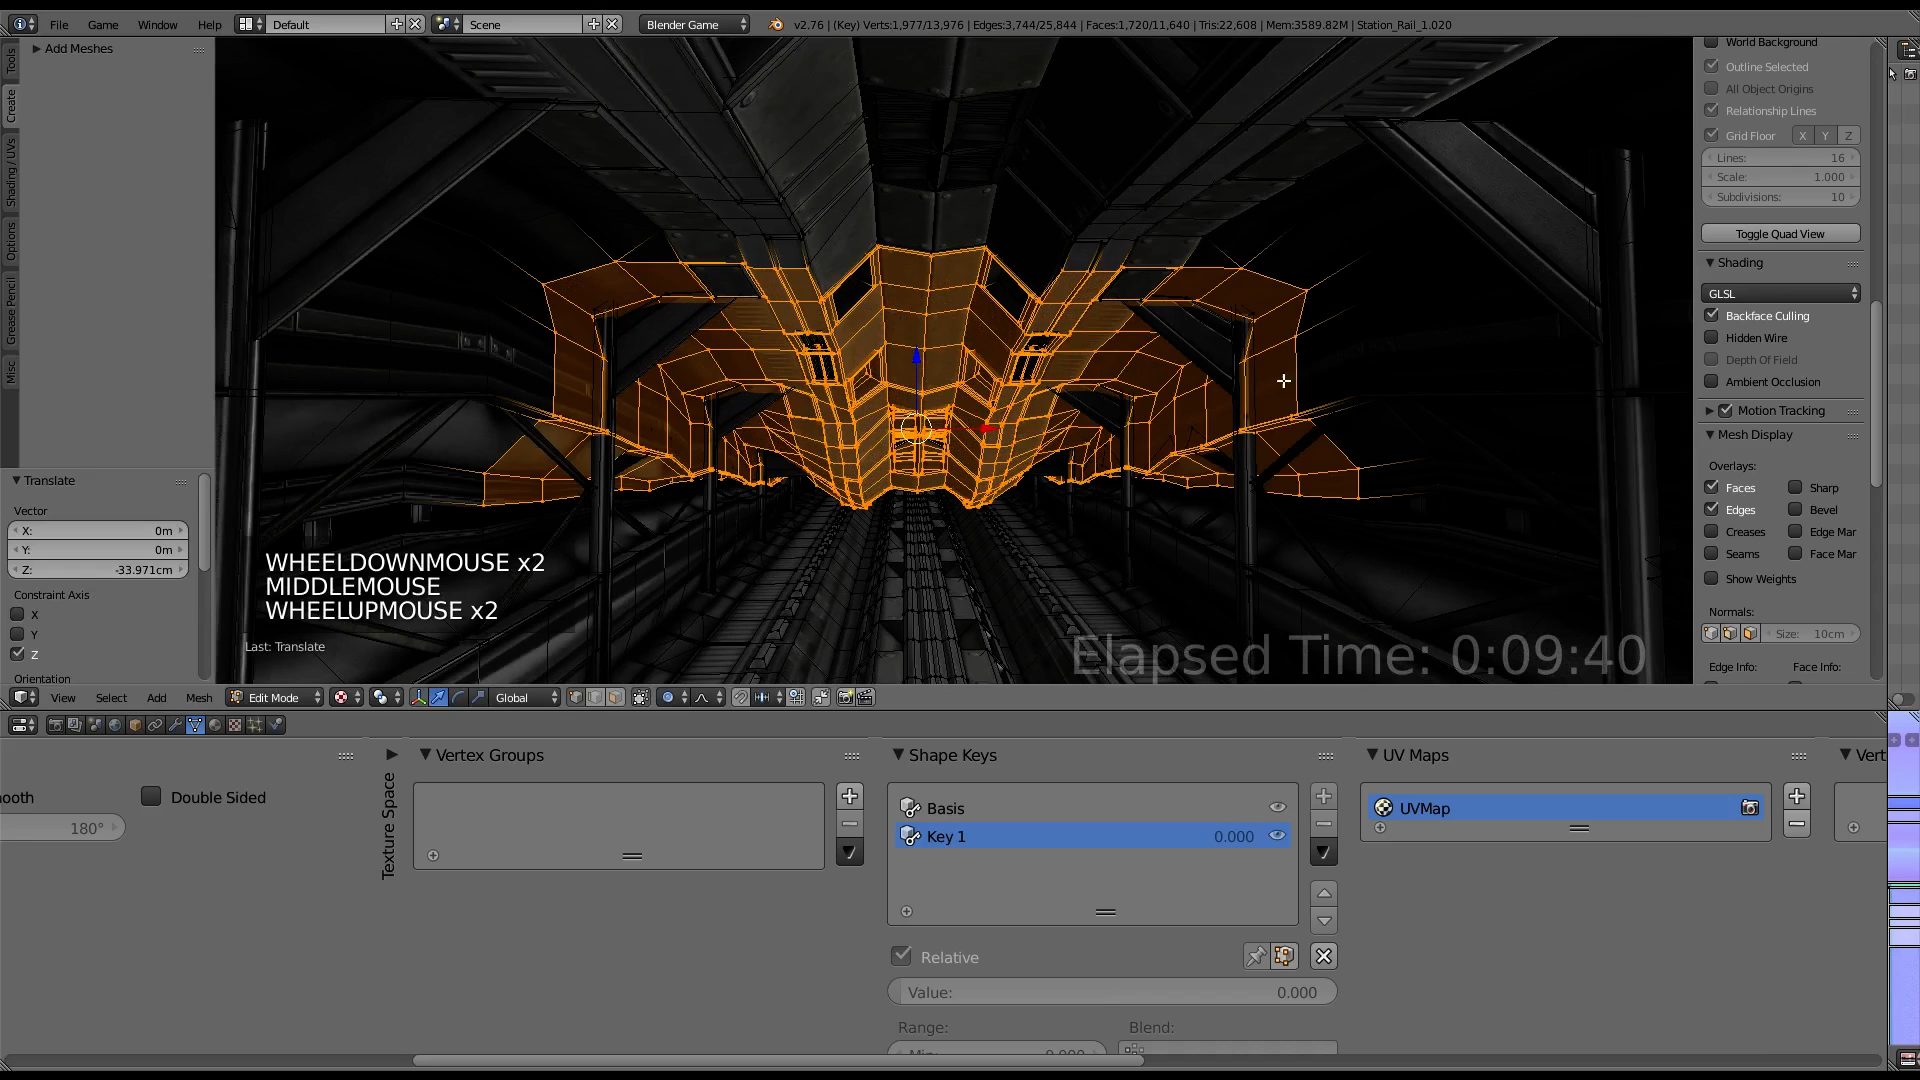 File Window Help Default Scene Blender Game v2.76 | (Key) Verts:1,977/13,976 | Edges:3,744/25,844 | Faces:1,720/11,640 | Tris:22,608 | Mem:3589.82M | Station_Rail_1.020
Add Meshes
Tools
Create
Shading / UVs
Options
Grease Pencil
Misc
World Background
Outline Selected
All Object Origins
Relationship Lines
Grid Floor X Y Z
Lines: 16
Scale: 1.000
Subdivisions: 10
Toggle Quad View
Shading
GLSL
Backface Culling
Hidden Wire
Depth Of Field
Ambient Occlusion
Motion Tracking
Mesh Display
Overlays:
Faces Sharp
Edges Bevel
Creases Edge Mar
Seams Face Mar
Show Weights
Normals:
Size: 10cm
Edge Info: Face Info:
Translate
Vector
X: 0m
Y: 0m
Z: -33.971cm
Constraint Axis
X
Y
Z
Orientation
WHEELDOWNMOUSE x2
MIDDLEMOUSE
WHEELUPMOUSE x2
Last: Translate
Elapsed Time: 0:09:40
View Select Add Mesh Edit Mode Global
ooth
180°
Double Sided
Texture Space
Vertex Groups
Shape Keys
Basis
Key 1 0.000
Relative
Value: 0.000
Range: Blend:
UV Maps
UVMap
Vert